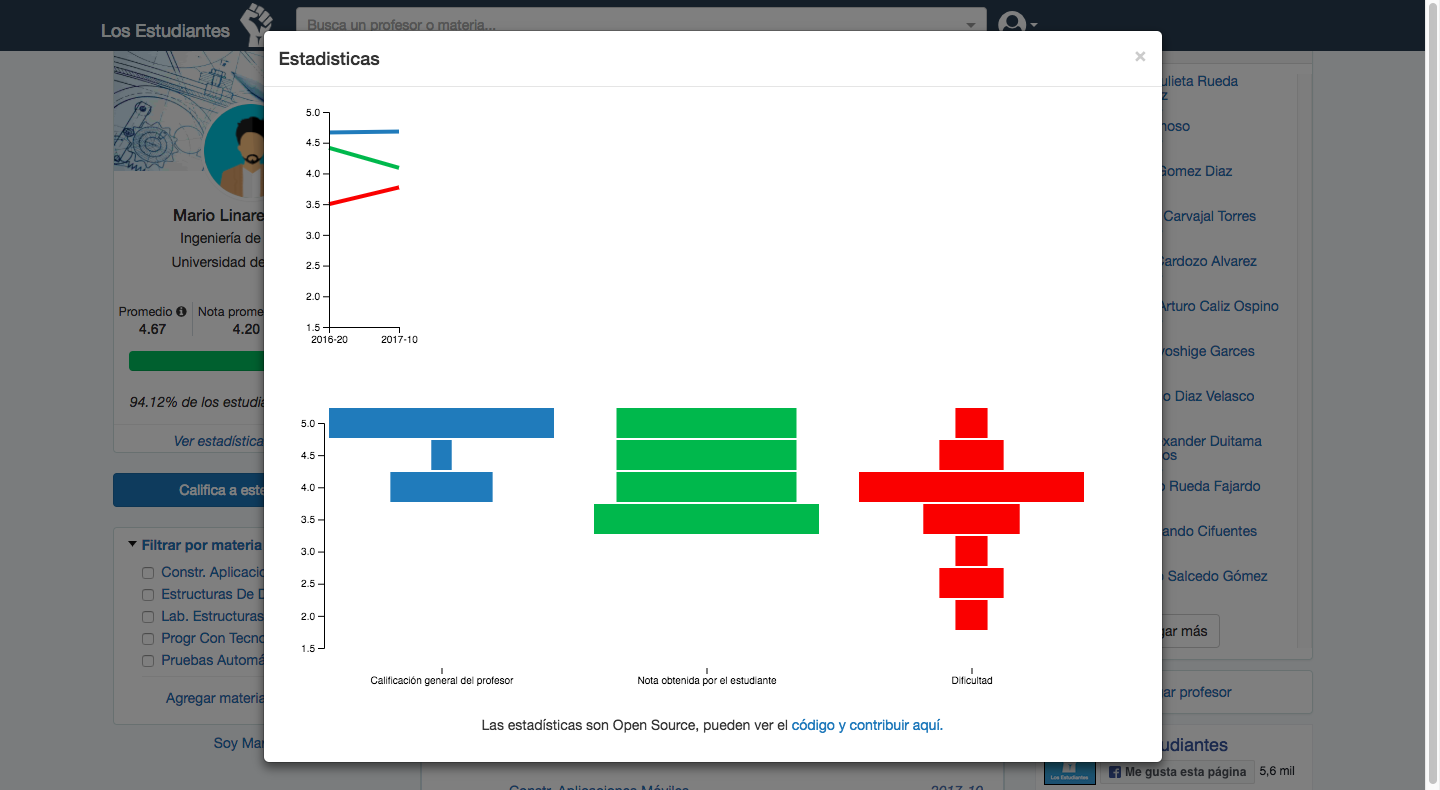 Los Estudiantes
Busca un profesor o materia...
Estadisticas
×
5.0
4.5
4.0
3.5
3.0
2.5
2.0
1.5
2016-20
2017-10
5.0
4.5
4.0
3.5
3.0
2.5
2.0
1.5
Calificación general del profesor
Nota obtenida por el estudiante
Dificultad
Las estadísticas son Open Source, pueden ver el código y contribuir aquí.
Mario Linare
Ingeniería de
Universidad de
Promedio
Nota prome
4.67
4.20
94.12% de los estudia
Ver estadística
Califica a este
Filtrar por materia
Constr. Aplicacio
Estructuras De D
Lab. Estructuras
Progr Con Tecno
Pruebas Automá
Agregar materia
Soy Mar
ulieta Rueda
z
noso
Gomez Diaz
Carvajal Torres
Cardozo Alvarez
Arturo Caliz Ospino
yoshige Garces
o Diaz Velasco
xander Duitama
os
o Rueda Fajardo
ando Cifuentes
Salcedo Gómez
gar más
ar profesor
udiantes
Los Estudiantes
Me gusta esta página
5,6 mil
Constr. Aplicaciones Móviles
2017-10